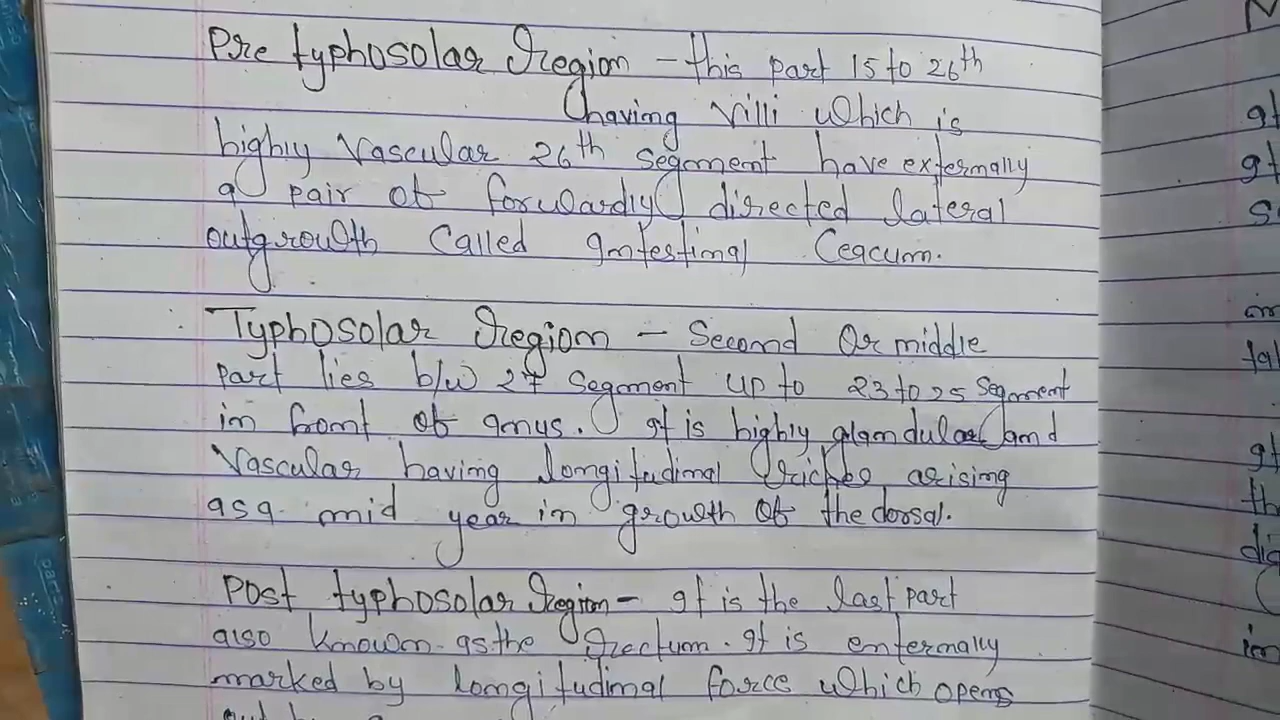 Pre typhosolar Region - this part 15 to 26th
having villi which is
highly vascular 26th segment have externally
a pair of forwardly directed lateral
outgrowth called Intestinal Ceacum.
Typhosolar Region - Second or middle
part lies b/w 27 segment up to 23 to 25 segment
in front of anus. It is highly glandular and
vascular having longitudinal riches arising
as a mid year in growth of the dorsal.
Post typhosolar Region - It is the last part
also known as the rectum. It is enternally
marked by longitudinal force which opens
out by